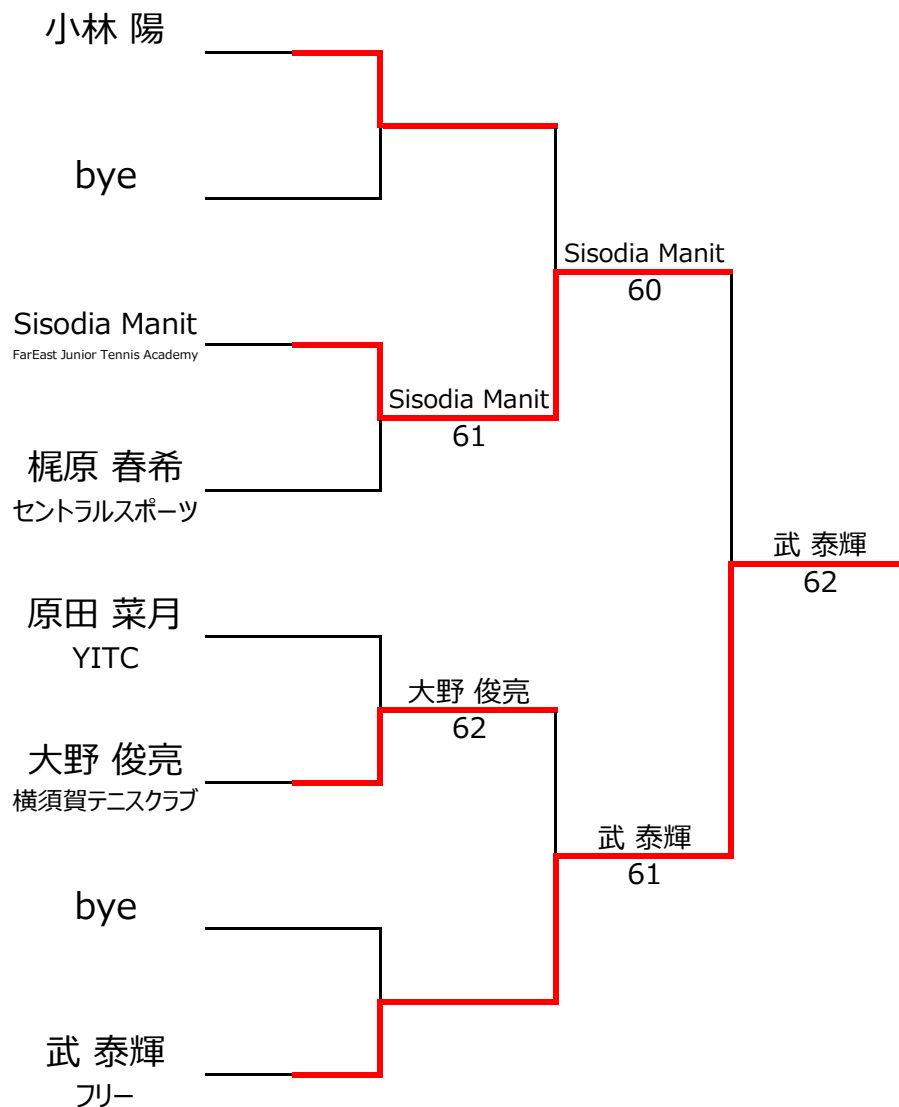 小林 陽
bye
Sisodia Manit
FarEast Junior Tennis Academy
梶原 春希
セントラルスポーツ
原田 菜月
YITC
大野 俊亮
横須賀テニスクラブ
bye
武 泰輝
フリー
Sisodia Manit
61
大野 俊亮
62
Sisodia Manit
60
武 泰輝
61
武 泰輝
62